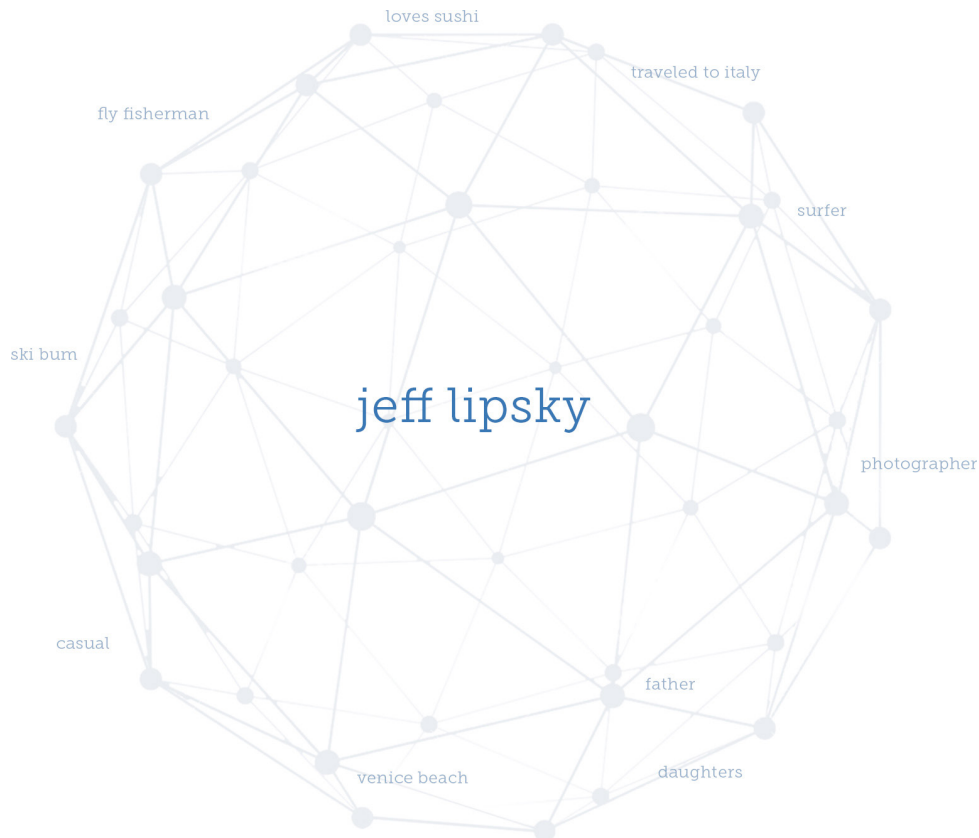 loves sushi
traveled to italy
fly fisherman
surfer
ski bum
jeff lipsky
photographer
casual
father
daughters
venice beach